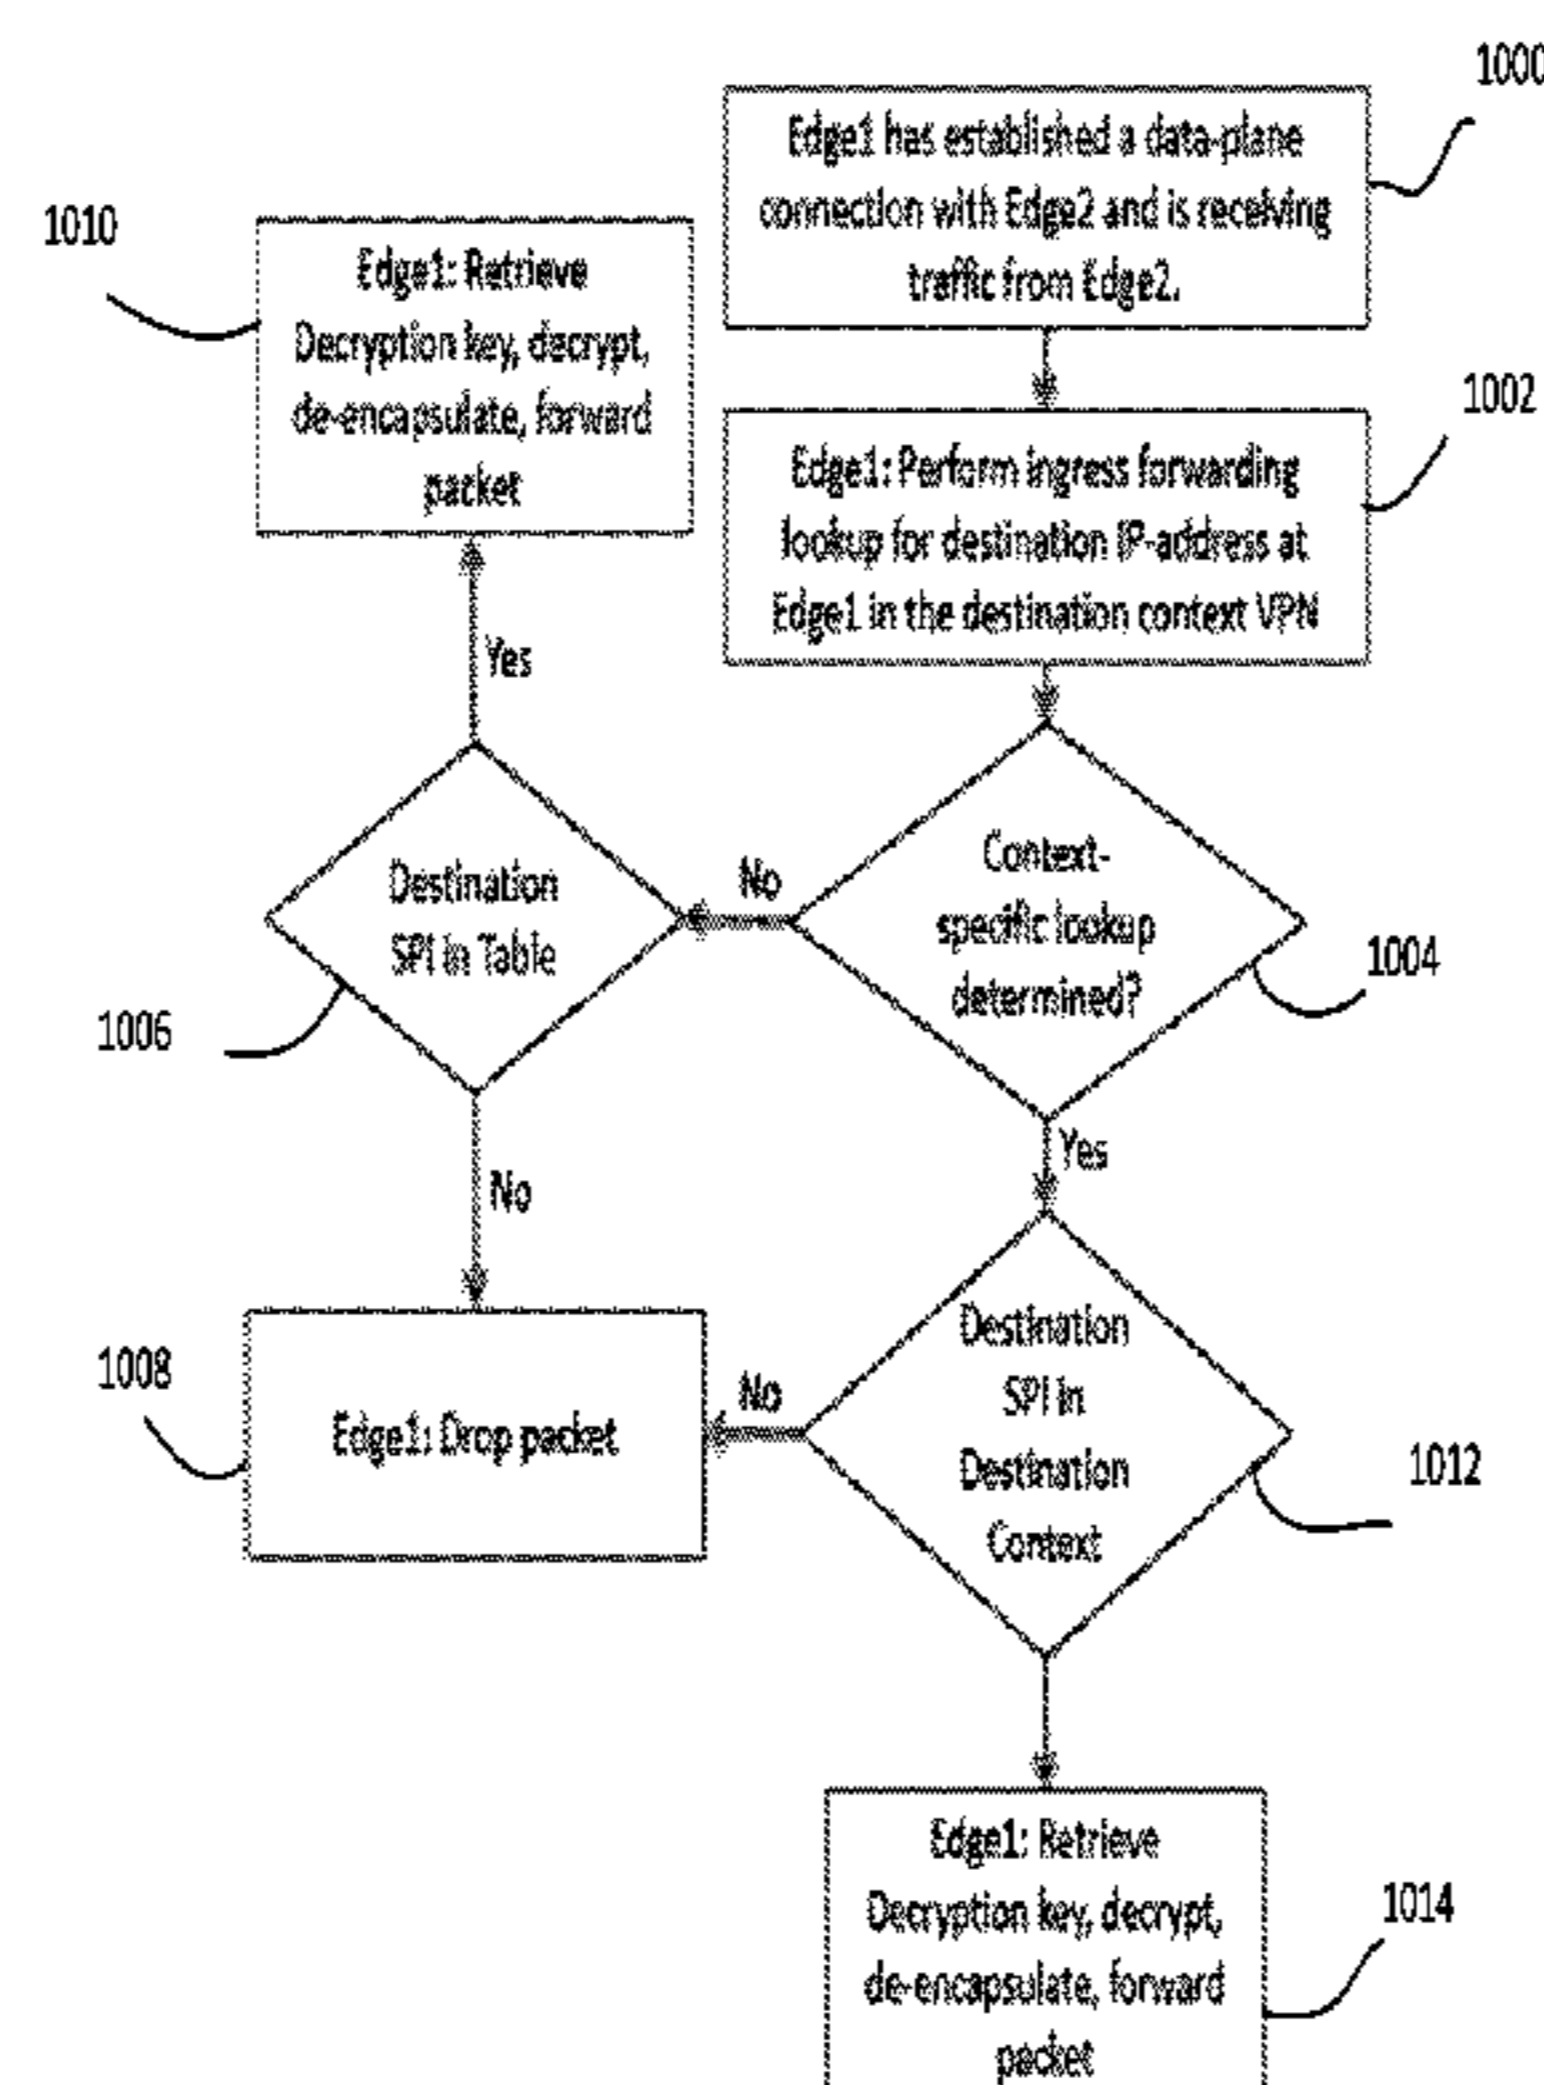 1000
Edge1 has established a data-plane
connection with Edge2 and is receiving
traffic from Edge2.
1010
Edge1: Retrieve
Decryption key, decrypt,
de-encapsulate, forward
packet
1002
Edge1: Perform ingress forwarding
lookup for destination IP-address at
Edge1 in the destination context VPN
Yes
Destination
SPI in Table
1006
No
Context-
specific lookup
determined?
1004
Yes
No
Destination
SPI in
Destination
Context
1012
No
1008
Edge1: Drop packet
Edge1: Retrieve
Decryption key, decrypt,
de-encapsulate, forward
packet
1014